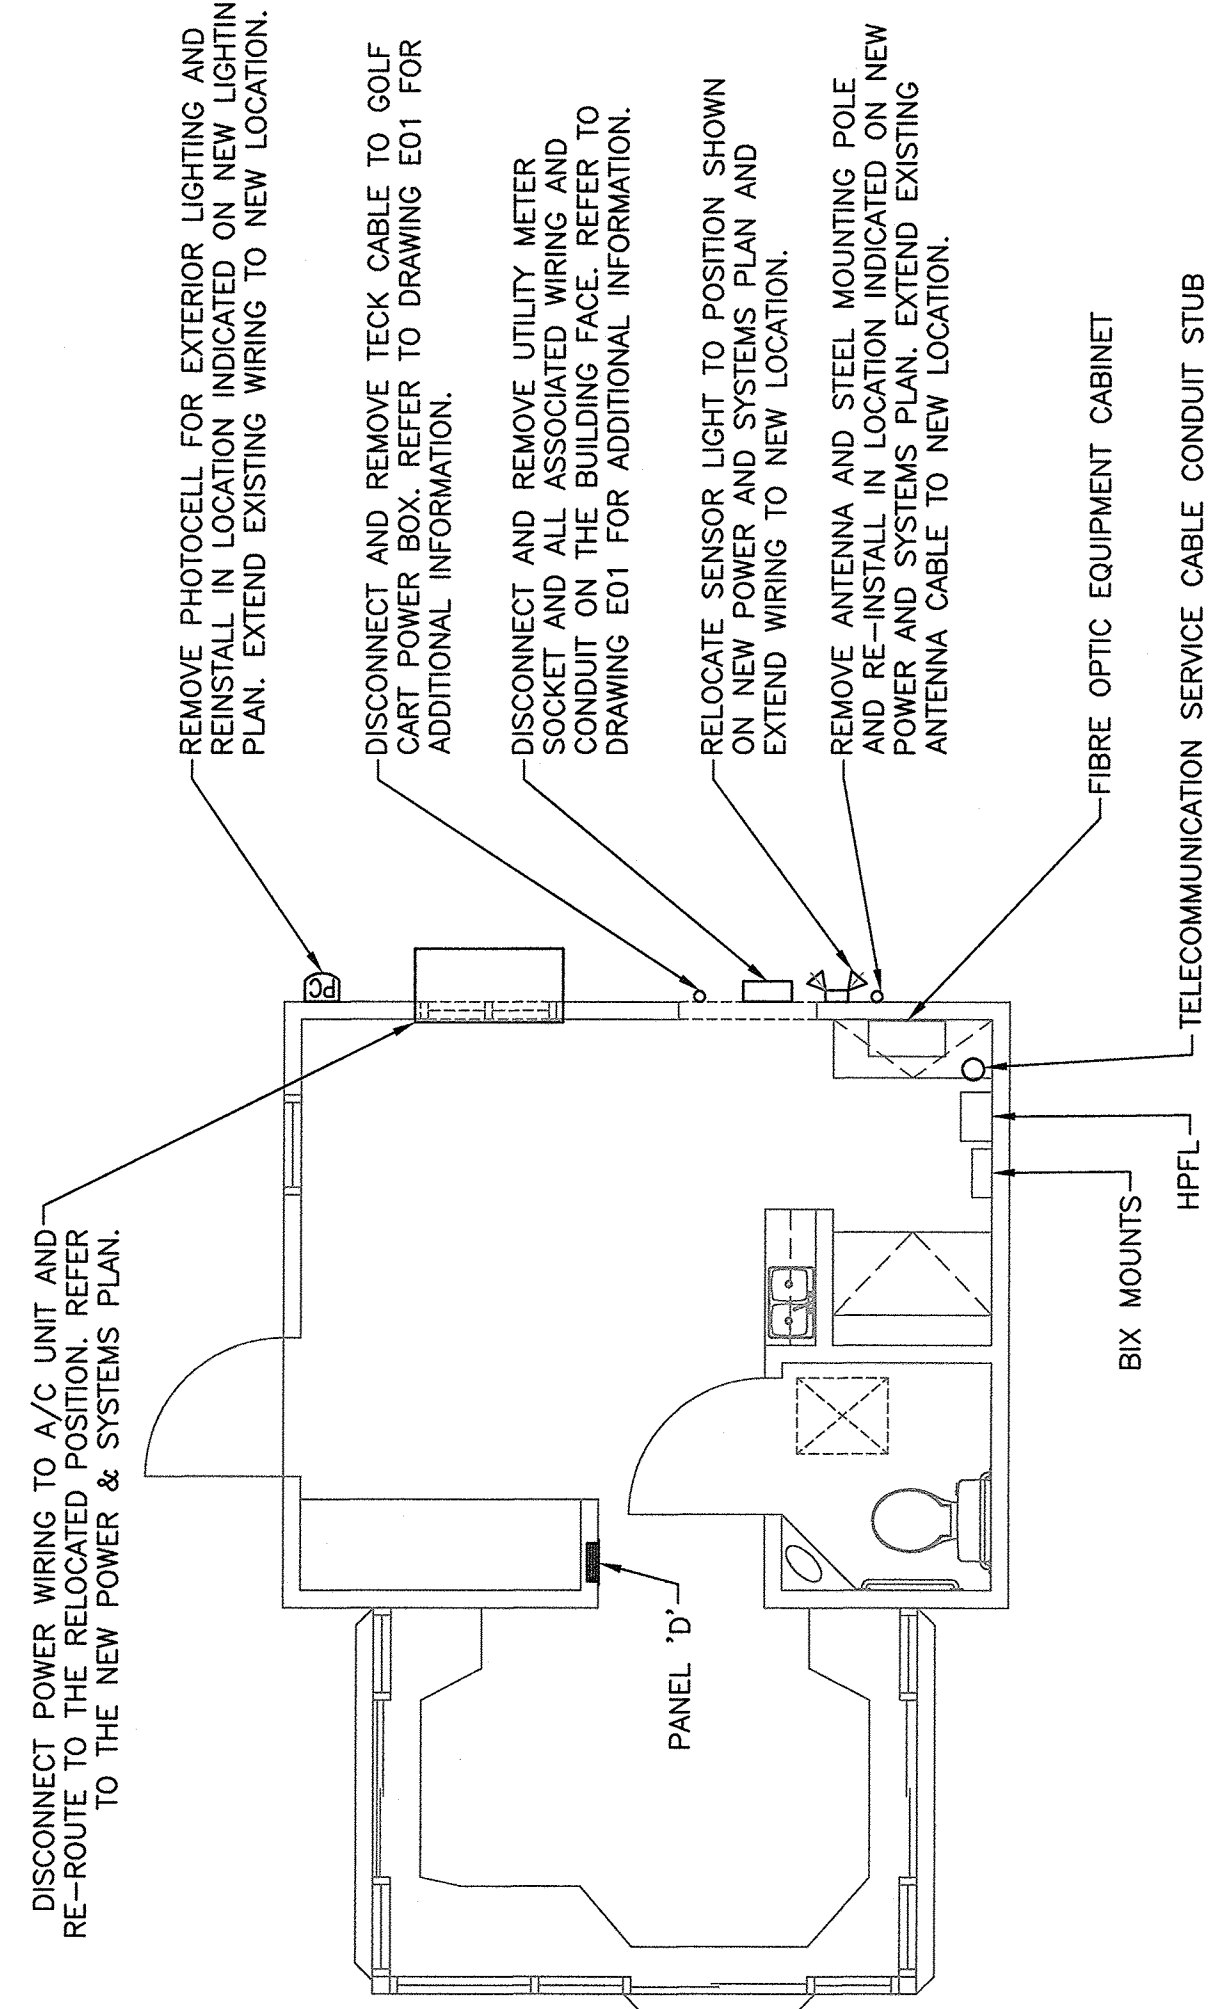 DISCONNECT POWER WIRING TO A/C UNIT AND
RE-ROUTE TO THE RELOCATED POSITION. REFER
TO THE NEW POWER & SYSTEMS PLAN.
REMOVE PHOTOCELL FOR EXTERIOR LIGHTING AND
REINSTALL IN LOCATION INDICATED ON NEW LIGHTIN
PLAN. EXTEND EXISTING WIRING TO NEW LOCATION.
DISCONNECT AND REMOVE TECK CABLE TO GOLF
CART POWER BOX. REFER TO DRAWING E01 FOR
ADDITIONAL INFORMATION.
DISCONNECT AND REMOVE UTILITY METER
SOCKET AND ALL ASSOCIATED WIRING AND
CONDUIT ON THE BUILDING FACE. REFER TO
DRAWING E01 FOR ADDITIONAL INFORMATION.
RELOCATE SENSOR LIGHT TO POSITION SHOWN
ON NEW POWER AND SYSTEMS PLAN AND
EXTEND WIRING TO NEW LOCATION.
REMOVE ANTENNA AND STEEL MOUNTING POLE
AND RE-INSTALL IN LOCATION INDICATED ON NEW
POWER AND SYSTEMS PLAN. EXTEND EXISTING
ANTENNA CABLE TO NEW LOCATION.
FIBRE OPTIC EQUIPMENT CABINET
TELECOMMUNICATION SERVICE CABLE CONDUIT STUB
HPFL
BIX MOUNTS
PANEL 'D'
PC